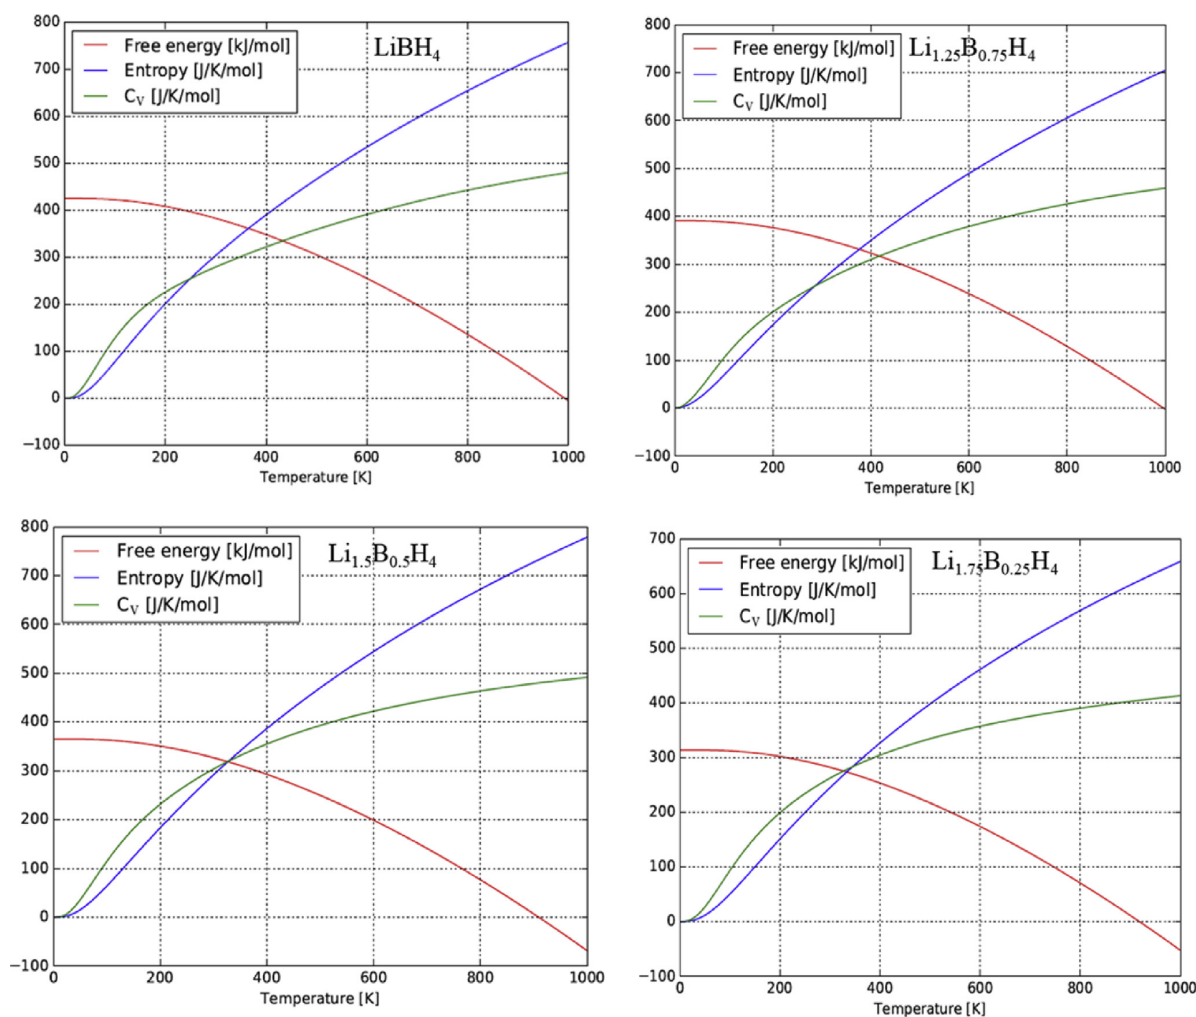 800
700
600
500
400
300
200
100
0
−100
Free energy [kJ/mol]
Entropy [J/K/mol]
C_V [J/K/mol]
LiBH₄
0 200 400 600 800 1000
Temperature [K]
800
700
600
500
400
300
200
100
0
−100
Free energy [kJ/mol]
Entropy [J/K/mol]
C_V [J/K/mol]
Li₁.₂₅B₀.₇₅H₄
0 200 400 600 800 1000
Temperature [K]
800
700
600
500
400
300
200
100
0
−100
Free energy [kJ/mol]
Entropy [J/K/mol]
C_V [J/K/mol]
Li₁.₅B₀.₅H₄
0 200 400 600 800 1000
Temperature [K]
700
600
500
400
300
200
100
0
−100
Free energy [kJ/mol]
Entropy [J/K/mol]
C_V [J/K/mol]
Li₁.₇₅B₀.₂₅H₄
0 200 400 600 800 1000
Temperature [K]